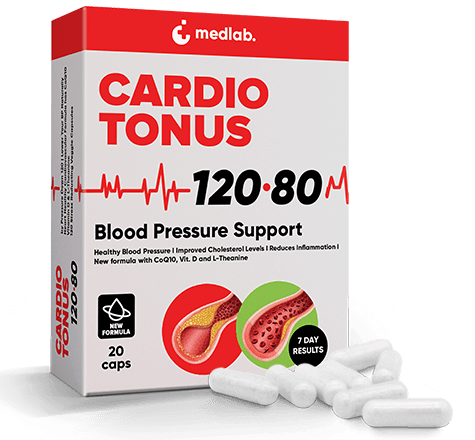 medlab.
CARDIO
TONUS
120·80
Blood Pressure Support
Healthy Blood Pressure | Improved Cholesterol Levels | Reduces Inflammation |
New formula with CoQ10, Vit. D and L-Theanine
NEW
FORMULA
20
caps
7 DAY
RESULTS
CARDIO
TONUS
120·80